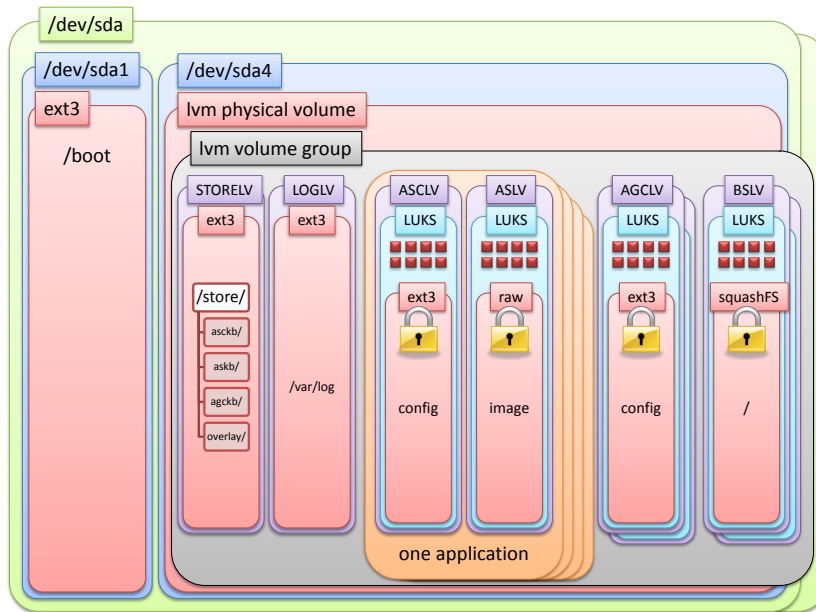 /dev/sda
/dev/sda1
/dev/sda4
ext3
lvm physical volume
/boot
lvm volume group
STORELV
LOGLV
ASCLV
ASLV
AGCLV
BSLV
ext3
ext3
LUKS
LUKS
LUKS
LUKS
/store/
ext3
raw
ext3
squashFS
asckb/
askb/
agckb/
overlay/
/var/log
config
image
config
/
one application